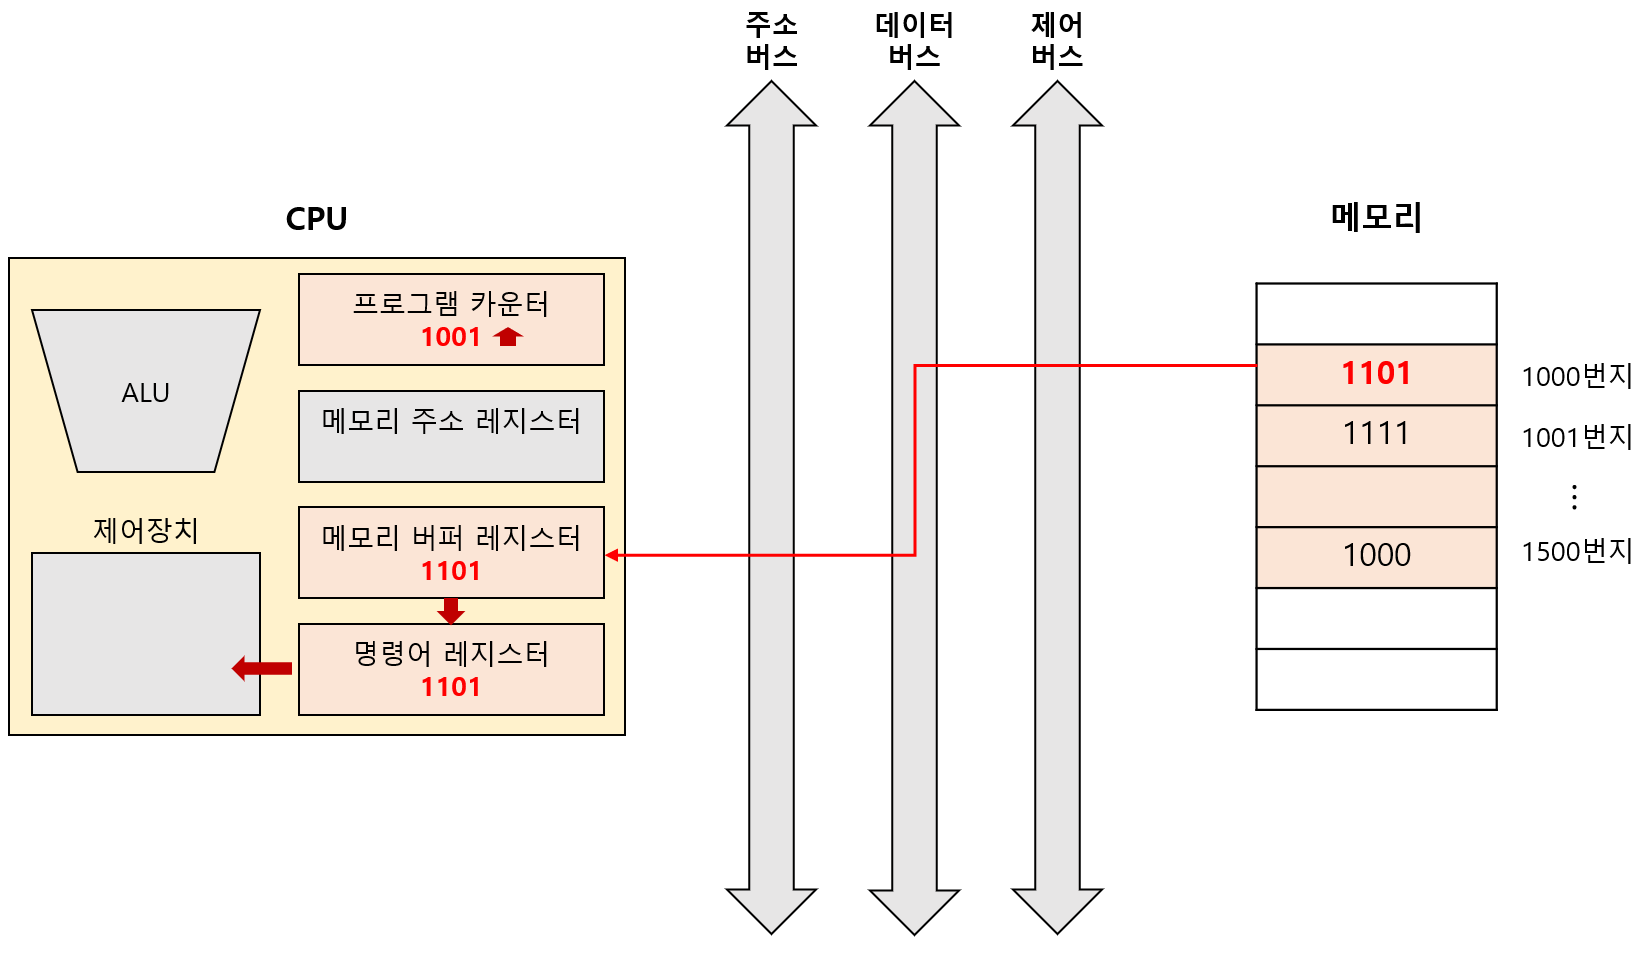 주소
버스
데이터
버스
제어
버스
CPU
메모리
프로그램 카운터
1001
ALU
메모리 주소 레지스터
제어장치
메모리 버퍼 레지스터
1101
명령어 레지스터
1101
1101
1000번지
1111
1001번지
⋮
1000
1500번지